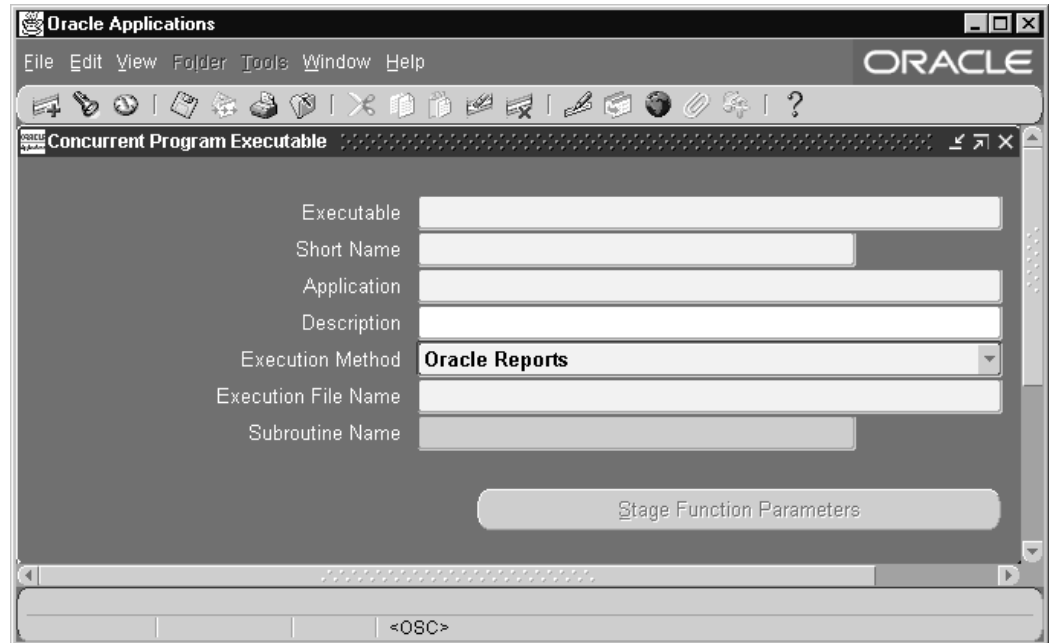 Oracle Applications
File Edit View Folder Tools Window Help
ORACLE
?
Concurrent Program Executable
Executable
Short Name
Application
Description
Execution Method Oracle Reports
Execution File Name
Subroutine Name
Stage Function Parameters
<OSC>